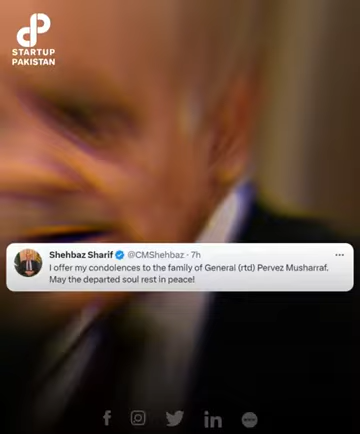 STARTUP
PAKISTAN
Shehbaz Sharif @CMShehbaz · 7h
I offer my condolences to the family of General (rtd) Pervez Musharraf.
May the departed soul rest in peace!